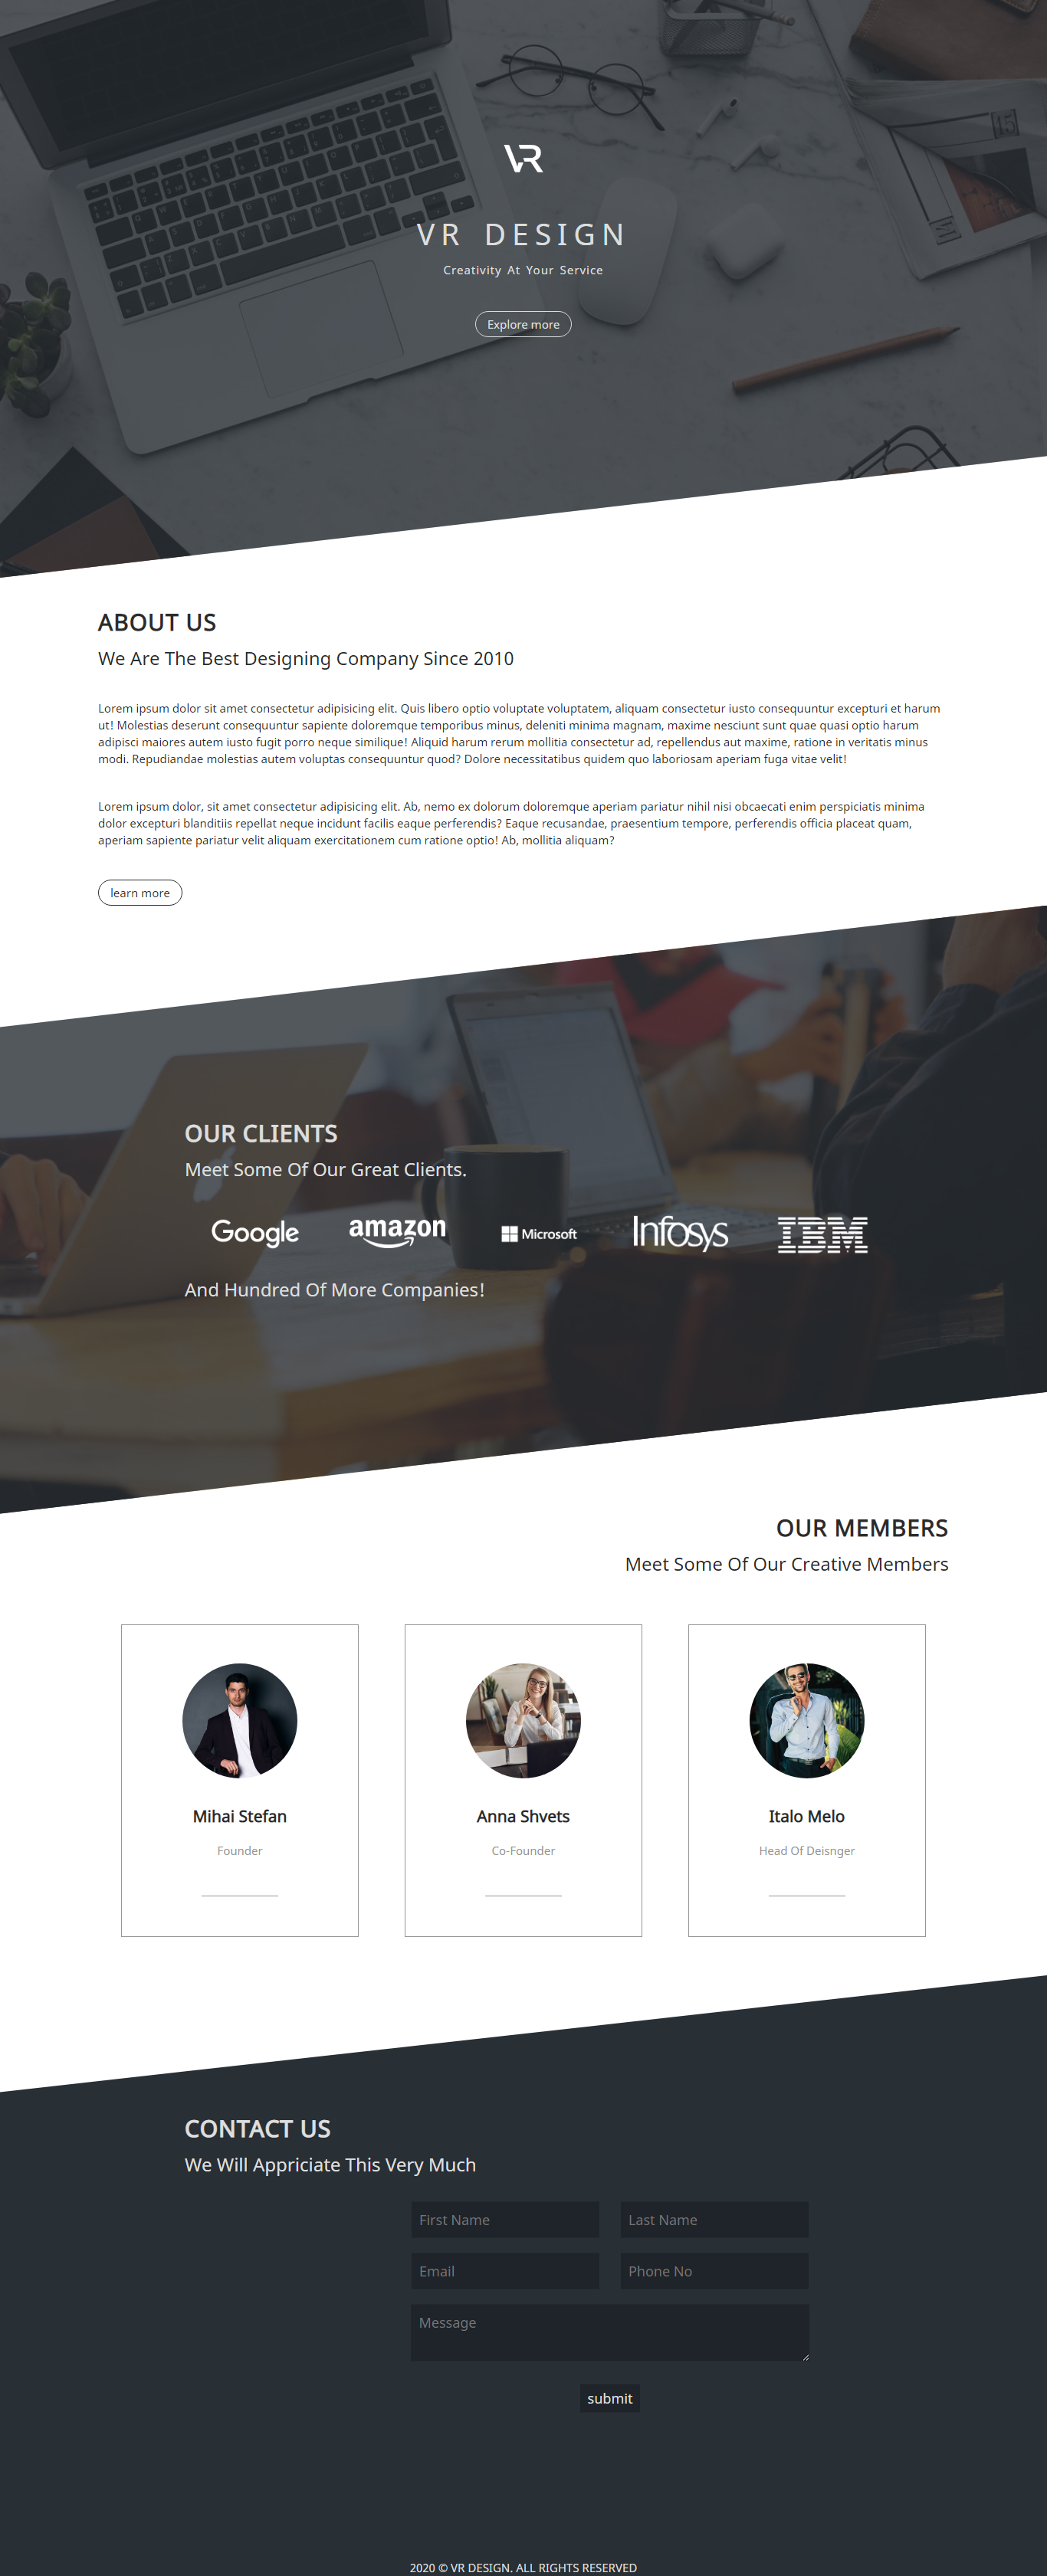 VR
VR DESIGN
Creativity At Your Service
Explore more
ABOUT US
We Are The Best Designing Company Since 2010
Lorem ipsum dolor sit amet consectetur adipisicing elit. Quis libero optio voluptate voluptatem, aliquam consectetur iusto consequuntur excepturi et harum
ut! Molestias deserunt consequuntur sapiente doloremque temporibus minus, deleniti minima magnam, maxime nesciunt sunt quae quasi optio harum
adipisci maiores autem iusto fugit porro neque similique! Aliquid harum rerum mollitia consectetur ad, repellendus aut maxime, ratione in veritatis minus
modi. Repudiandae molestias autem voluptas consequuntur quod? Dolore necessitatibus quidem quo laboriosam aperiam fuga vitae velit!
Lorem ipsum dolor, sit amet consectetur adipisicing elit. Ab, nemo ex dolorum doloremque aperiam pariatur nihil nisi obcaecati enim perspiciatis minima
dolor excepturi blanditiis repellat neque incidunt facilis eaque perferendis? Eaque recusandae, praesentium tempore, perferendis officia placeat quam,
aperiam sapiente pariatur velit aliquam exercitationem cum ratione optio! Ab, mollitia aliquam?
learn more
OUR CLIENTS
Meet Some Of Our Great Clients.
Google amazon Microsoft Infosys IBM
And Hundred Of More Companies!
OUR MEMBERS
Meet Some Of Our Creative Members
Mihai Stefan
Founder
Anna Shvets
Co-Founder
Italo Melo
Head Of Deisnger
CONTACT US
We Will Appriciate This Very Much
First Name Last Name
Email Phone No
Message
submit
2020 © VR DESIGN. ALL RIGHTS RESERVED